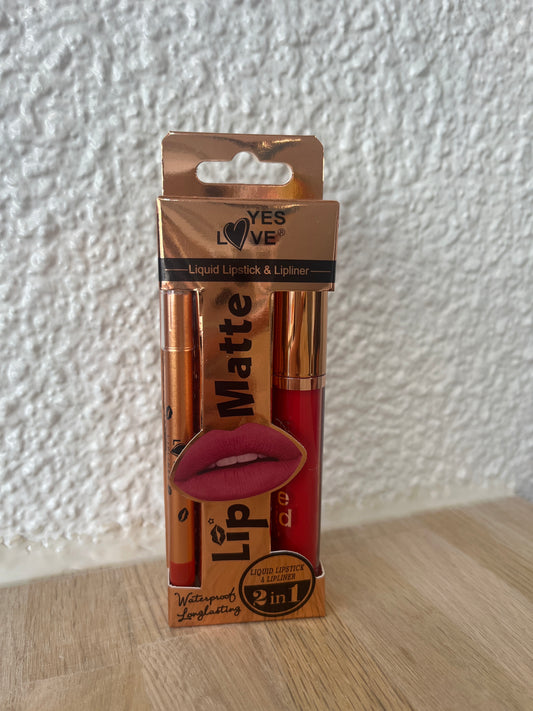 YES
LOVE®
Liquid Lipstick & Lipliner
Lip Matte
LIQUID LIPSTICK
& LIPLINER
2 in 1
Waterproof
Longlasting